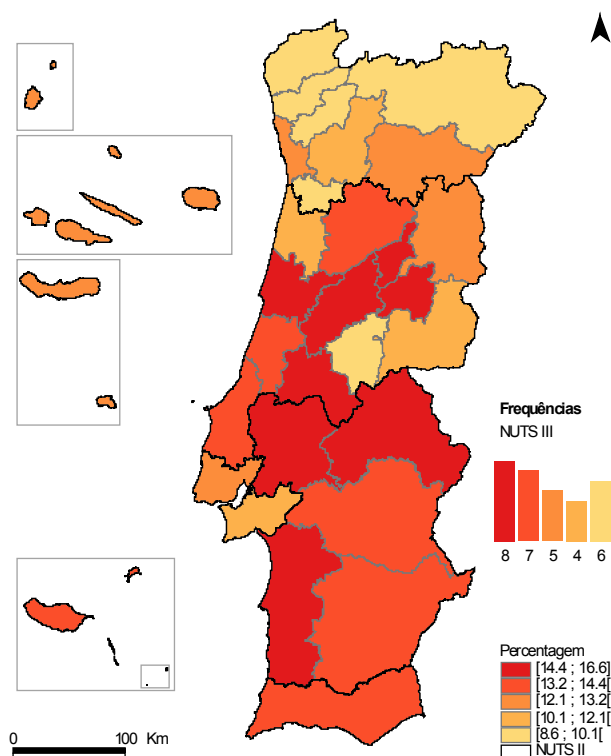 Frequências
NUTS III
8 7 5 4 6
Percentagem
[14.4 ; 16.6]
[13.2 ; 14.4[
[12.1 ; 13.2[
[10.1 ; 12.1[
[8.6 ; 10.1[
NUTS II
0 100 Km